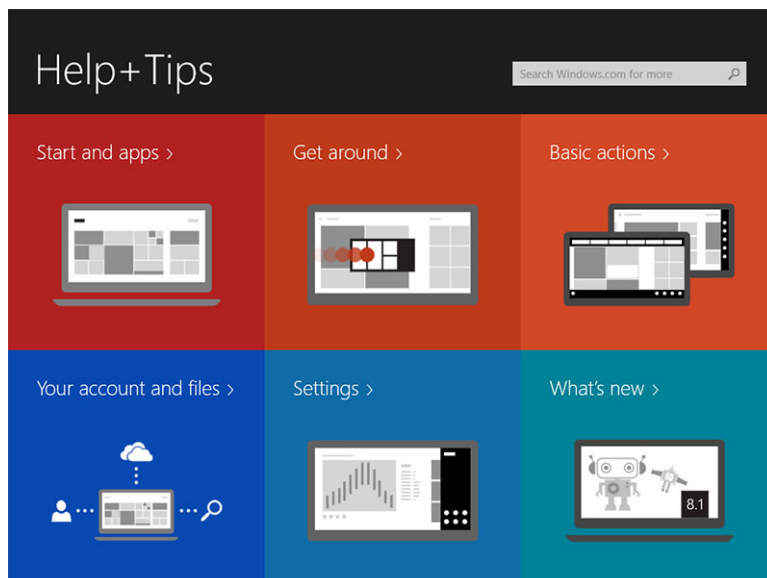 Help+Tips
Search Windows.com for more
Start and apps >
Get around >
Basic actions >
Your account and files >
Settings >
What's new >
8.1